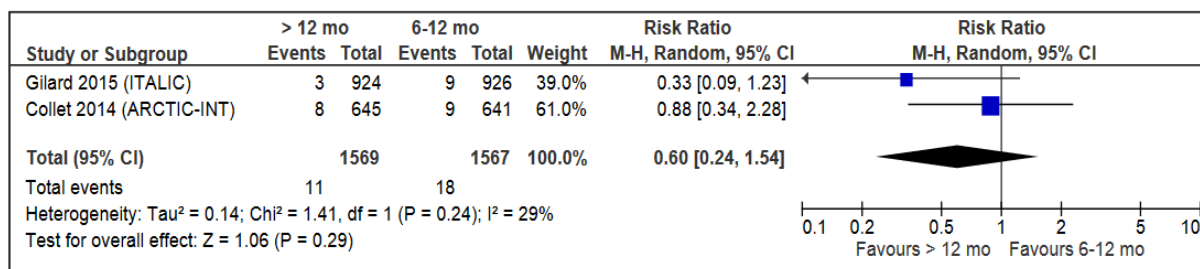 > 12 mo 6-12 mo Risk Ratio Risk Ratio
Study or Subgroup Events Total Events Total Weight M-H, Random, 95% CI M-H, Random, 95% CI
Gilard 2015 (ITALIC) 3 924 9 926 39.0% 0.33 [0.09, 1.23]
Collet 2014 (ARCTIC-INT) 8 645 9 641 61.0% 0.88 [0.34, 2.28]
Total (95% CI) 1569 1567 100.0% 0.60 [0.24, 1.54]
Total events 11 18
Heterogeneity: Tau² = 0.14; Chi² = 1.41, df = 1 (P = 0.24); I² = 29%
Test for overall effect: Z = 1.06 (P = 0.29)
0.1 0.2 0.5 1 2 5 10
Favours > 12 mo Favours 6-12 mo